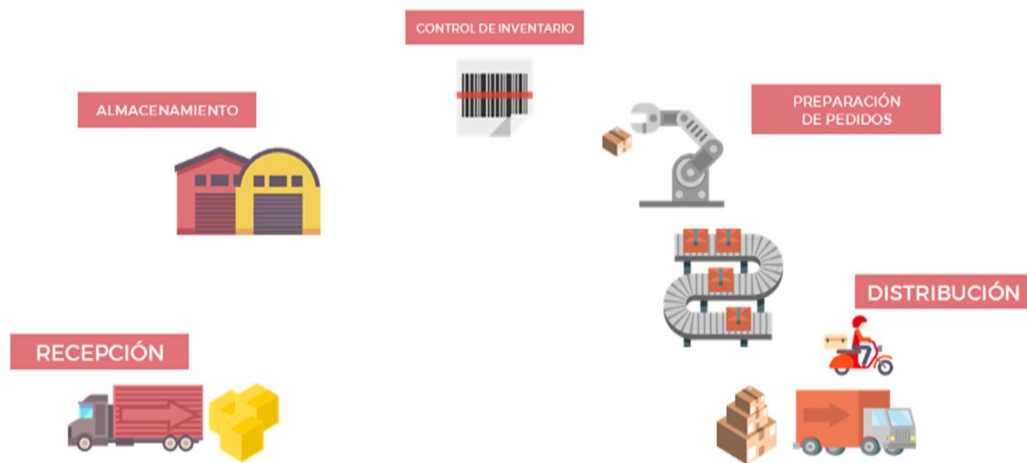 CONTROL DE INVENTARIO
ALMACENAMIENTO
PREPARACIÓN
DE PEDIDOS
DISTRIBUCIÓN
RECEPCIÓN